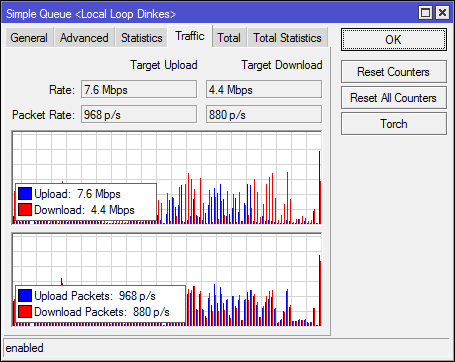 Simple Queue <Local Loop Dinkes>
General Advanced Statistics Traffic Total Total Statistics
OK
Target Upload Target Download
Reset Counters
Rate: 7.6 Mbps 4.4 Mbps
Reset All Counters
Packet Rate: 968 p/s 880 p/s
Torch
Upload: 7.6 Mbps
Download: 4.4 Mbps
Upload Packets: 968 p/s
Download Packets: 880 p/s
enabled